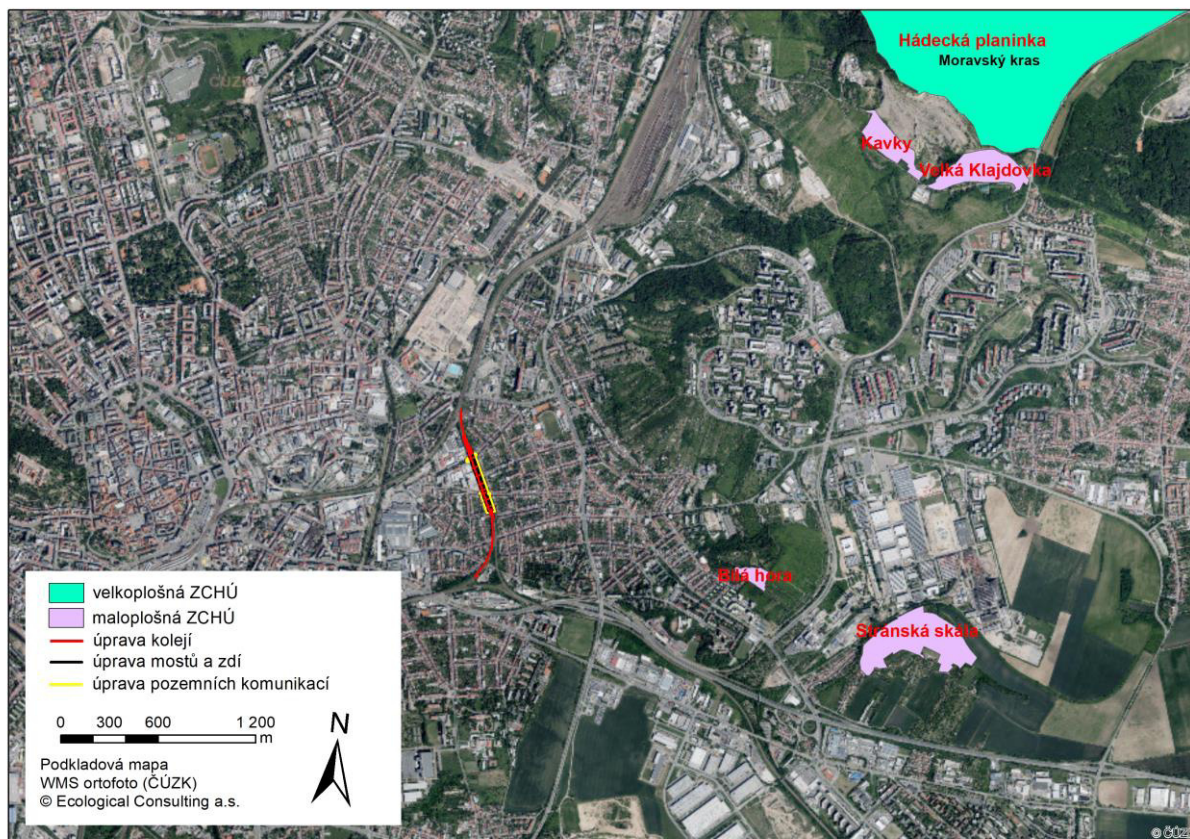 Hádecká planinka
Moravský kras
Kavky
Velká Klajdovka
Bílá hora
Stránská skála
velkoplošná ZCHÚ
maloplošná ZCHÚ
úprava kolejí
úprava mostů a zdí
úprava pozemních komunikací
0 300 600 1 200
m
N
Podkladová mapa
WMS ortofoto (ČÚZK)
© Ecological Consulting a.s.